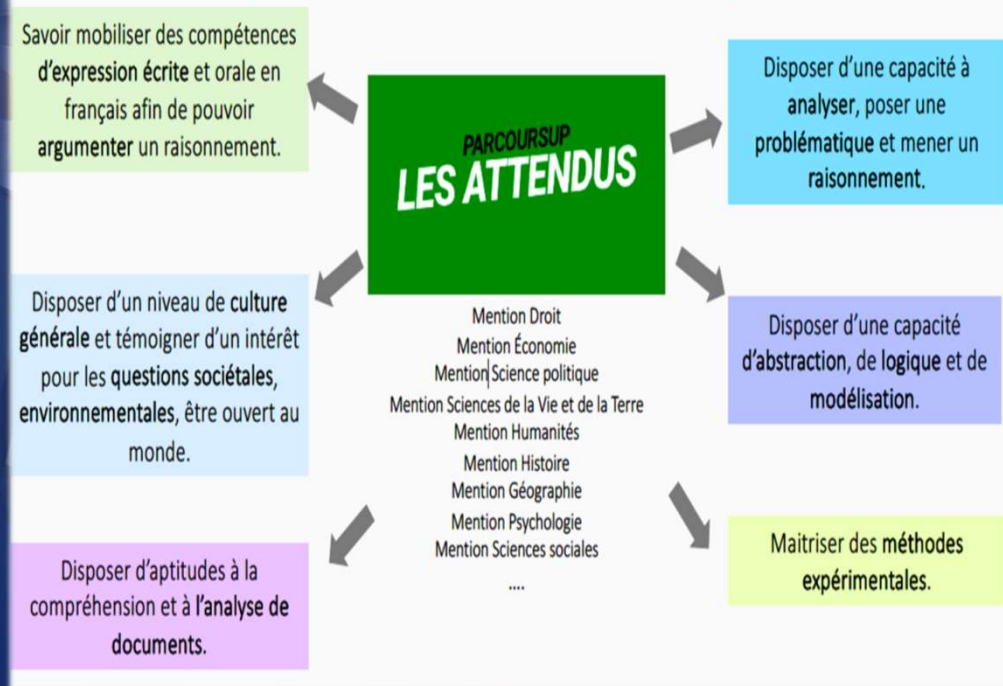 Savoir mobiliser des compétences
d'expression écrite et orale en
français afin de pouvoir
argumenter un raisonnement.
Disposer d'un niveau de culture
générale et témoigner d'un intérêt
pour les questions sociétales,
environnementales, être ouvert au
monde.
Disposer d'aptitudes à la
compréhension et à l'analyse de
documents.
PARCOURSUP
LES ATTENDUS
Mention Droit
Mention Économie
Mention Science politique
Mention Sciences de la Vie et de la Terre
Mention Humanités
Mention Histoire
Mention Géographie
Mention Psychologie
Mention Sciences sociales
....
Disposer d'une capacité à
analyser, poser une
problématique et mener un
raisonnement.
Disposer d'une capacité
d'abstraction, de logique et de
modélisation.
Maitriser des méthodes
expérimentales.